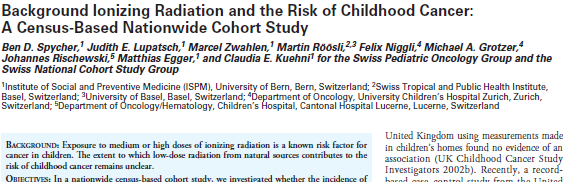 Background Ionizing Radiation and the Risk of Childhood Cancer:
A Census-Based Nationwide Cohort Study
Ben D. Spycher,1 Judith E. Lupatsch,1 Marcel Zwahlen,1 Martin Röösli,2,3 Felix Niggli,4 Michael A. Grotzer,4
Johannes Rischewski,5 Matthias Egger,1 and Claudia E. Kuehni1 for the Swiss Pediatric Oncology Group and the
Swiss National Cohort Study Group
1Institute of Social and Preventive Medicine (ISPM), University of Bern, Bern, Switzerland; 2Swiss Tropical and Public Health Institute,
Basel, Switzerland; 3University of Basel, Basel, Switzerland; 4Department of Oncology, University Children's Hospital Zurich, Zurich,
Switzerland; 5Department of Oncology/Hematology, Children's Hospital, Cantonal Hospital Lucerne, Lucerne, Switzerland
BACKGROUND: Exposure to medium or high doses of ionizing radiation is a known risk factor for
cancer in children. The extent to which low-dose radiation from natural sources contributes to the
risk of childhood cancer remains unclear.
OBJECTIVES: In a nationwide census-based cohort study, we investigated whether the incidence of
United Kingdom using measurements made
in children's homes found no evidence of an
association (UK Childhood Cancer Study
Investigators 2002b). Recently, a record-
based case-control study from the United